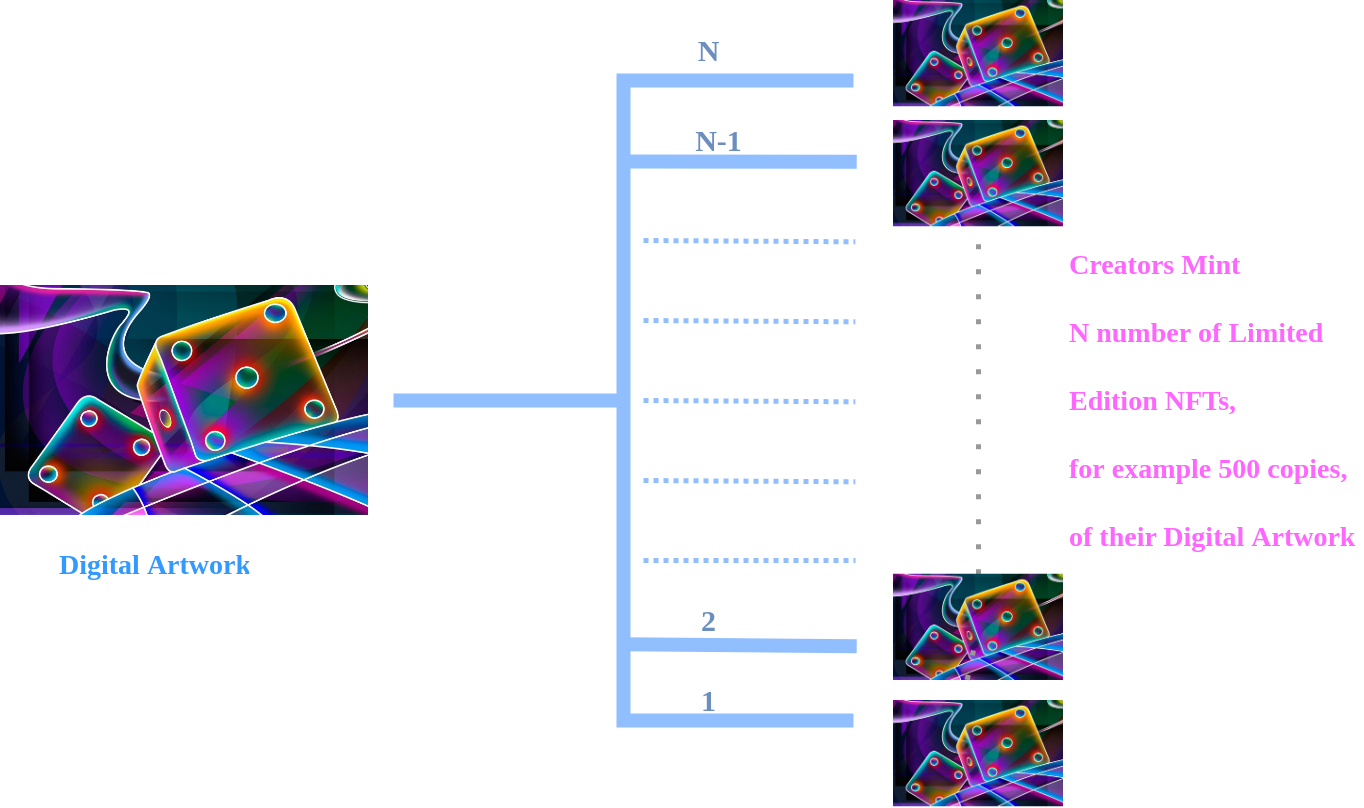 N
N-1
Creators Mint
N number of Limited
Edition NFTs,
for example 500 copies,
of their Digital Artwork
Digital Artwork
2
1